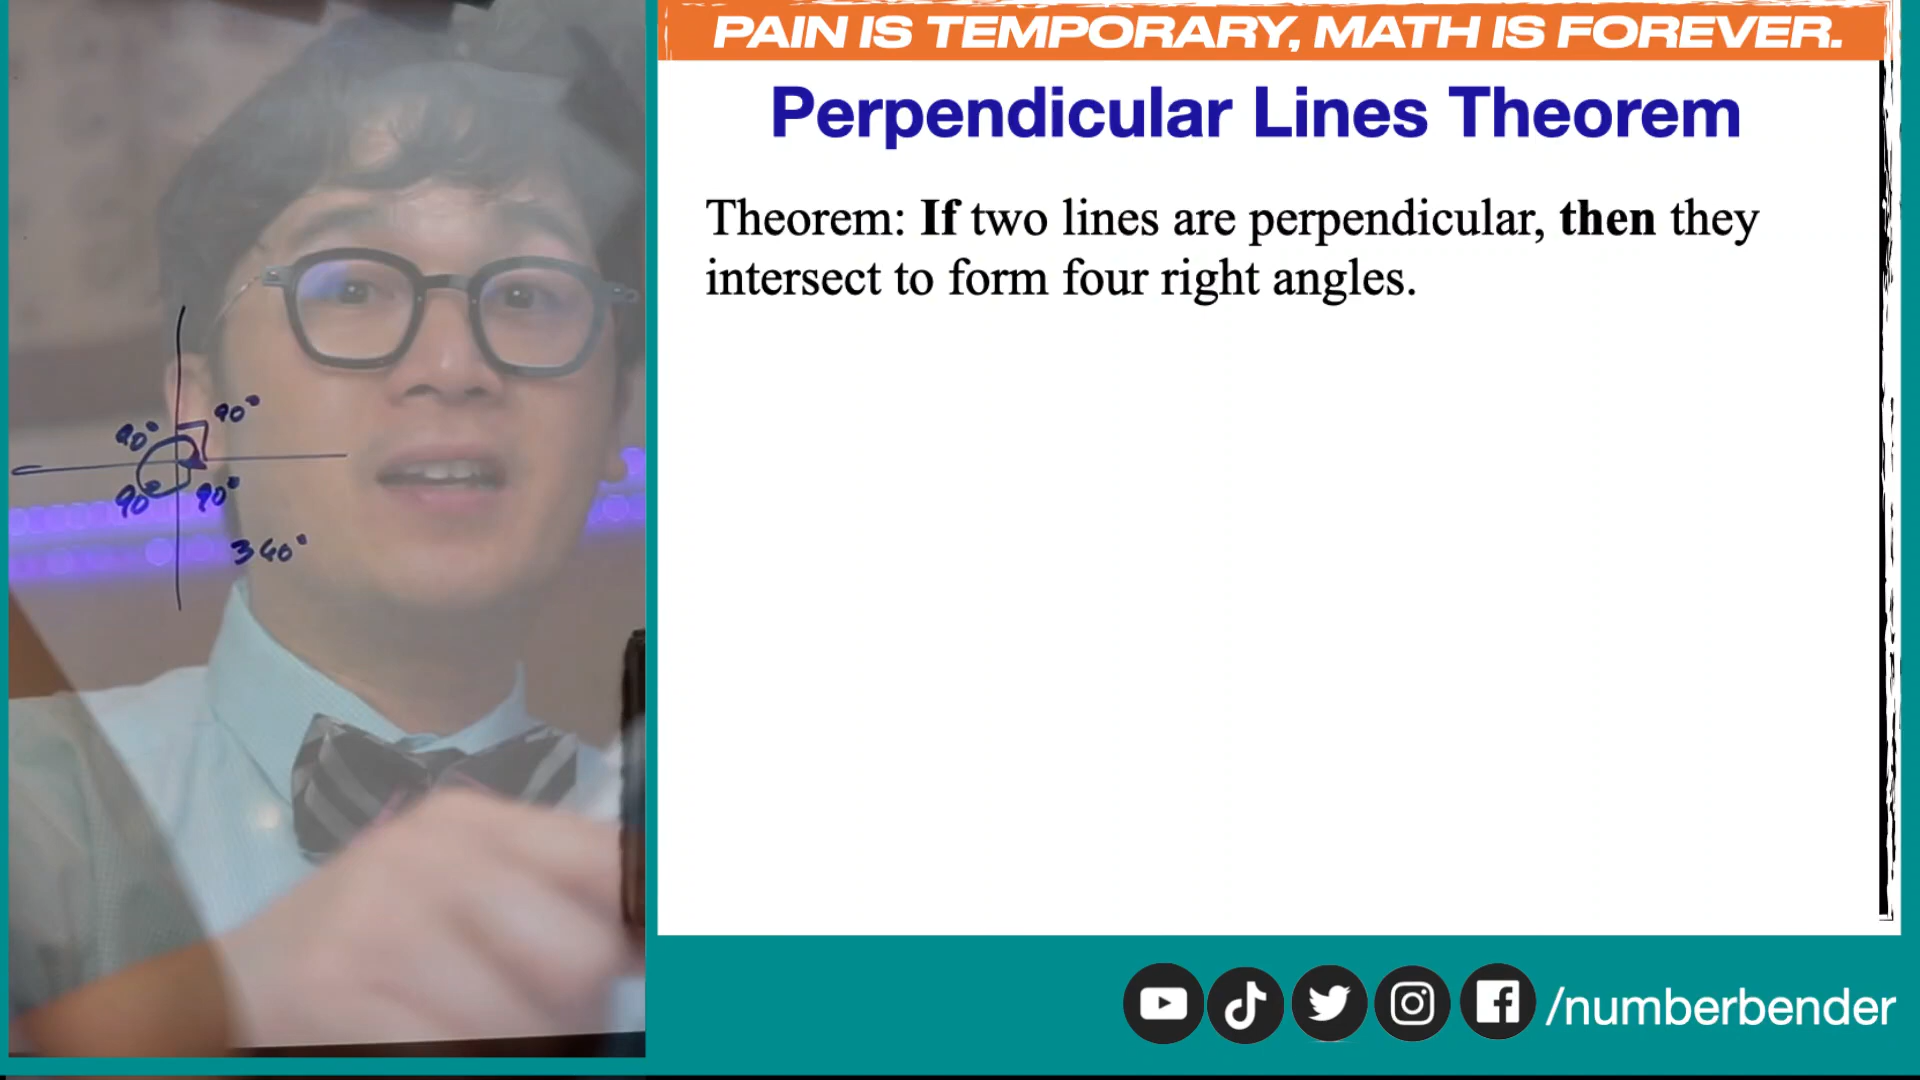 PAIN IS TEMPORARY, MATH IS FOREVER.
Perpendicular Lines Theorem
Theorem: If two lines are perpendicular, then they
intersect to form four right angles.
90°
90°
90°
90°
360°
/numberbender